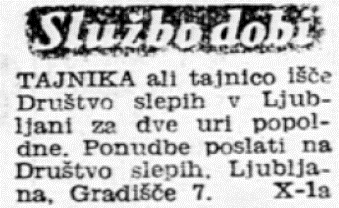 Službo dobi
TAJNIKA ali tajnico išče
Društvo slepih v Ljub-
ljani za dve uri popol-
dne. Ponudbe poslati na
Društvo slepih, Ljublja-
na, Gradišče 7. X-1a